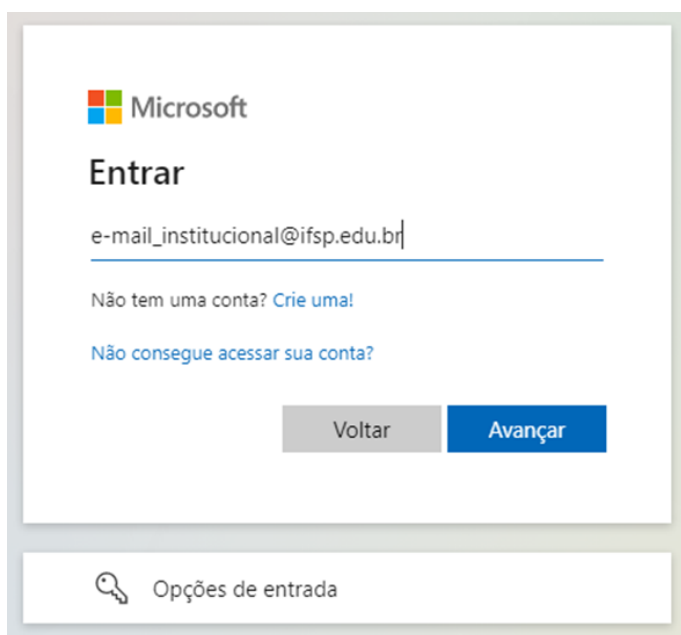 Microsoft
Entrar
e-mail_institucional@ifsp.edu.br
Não tem uma conta? Crie uma!
Não consegue acessar sua conta?
Voltar Avançar
Opções de entrada